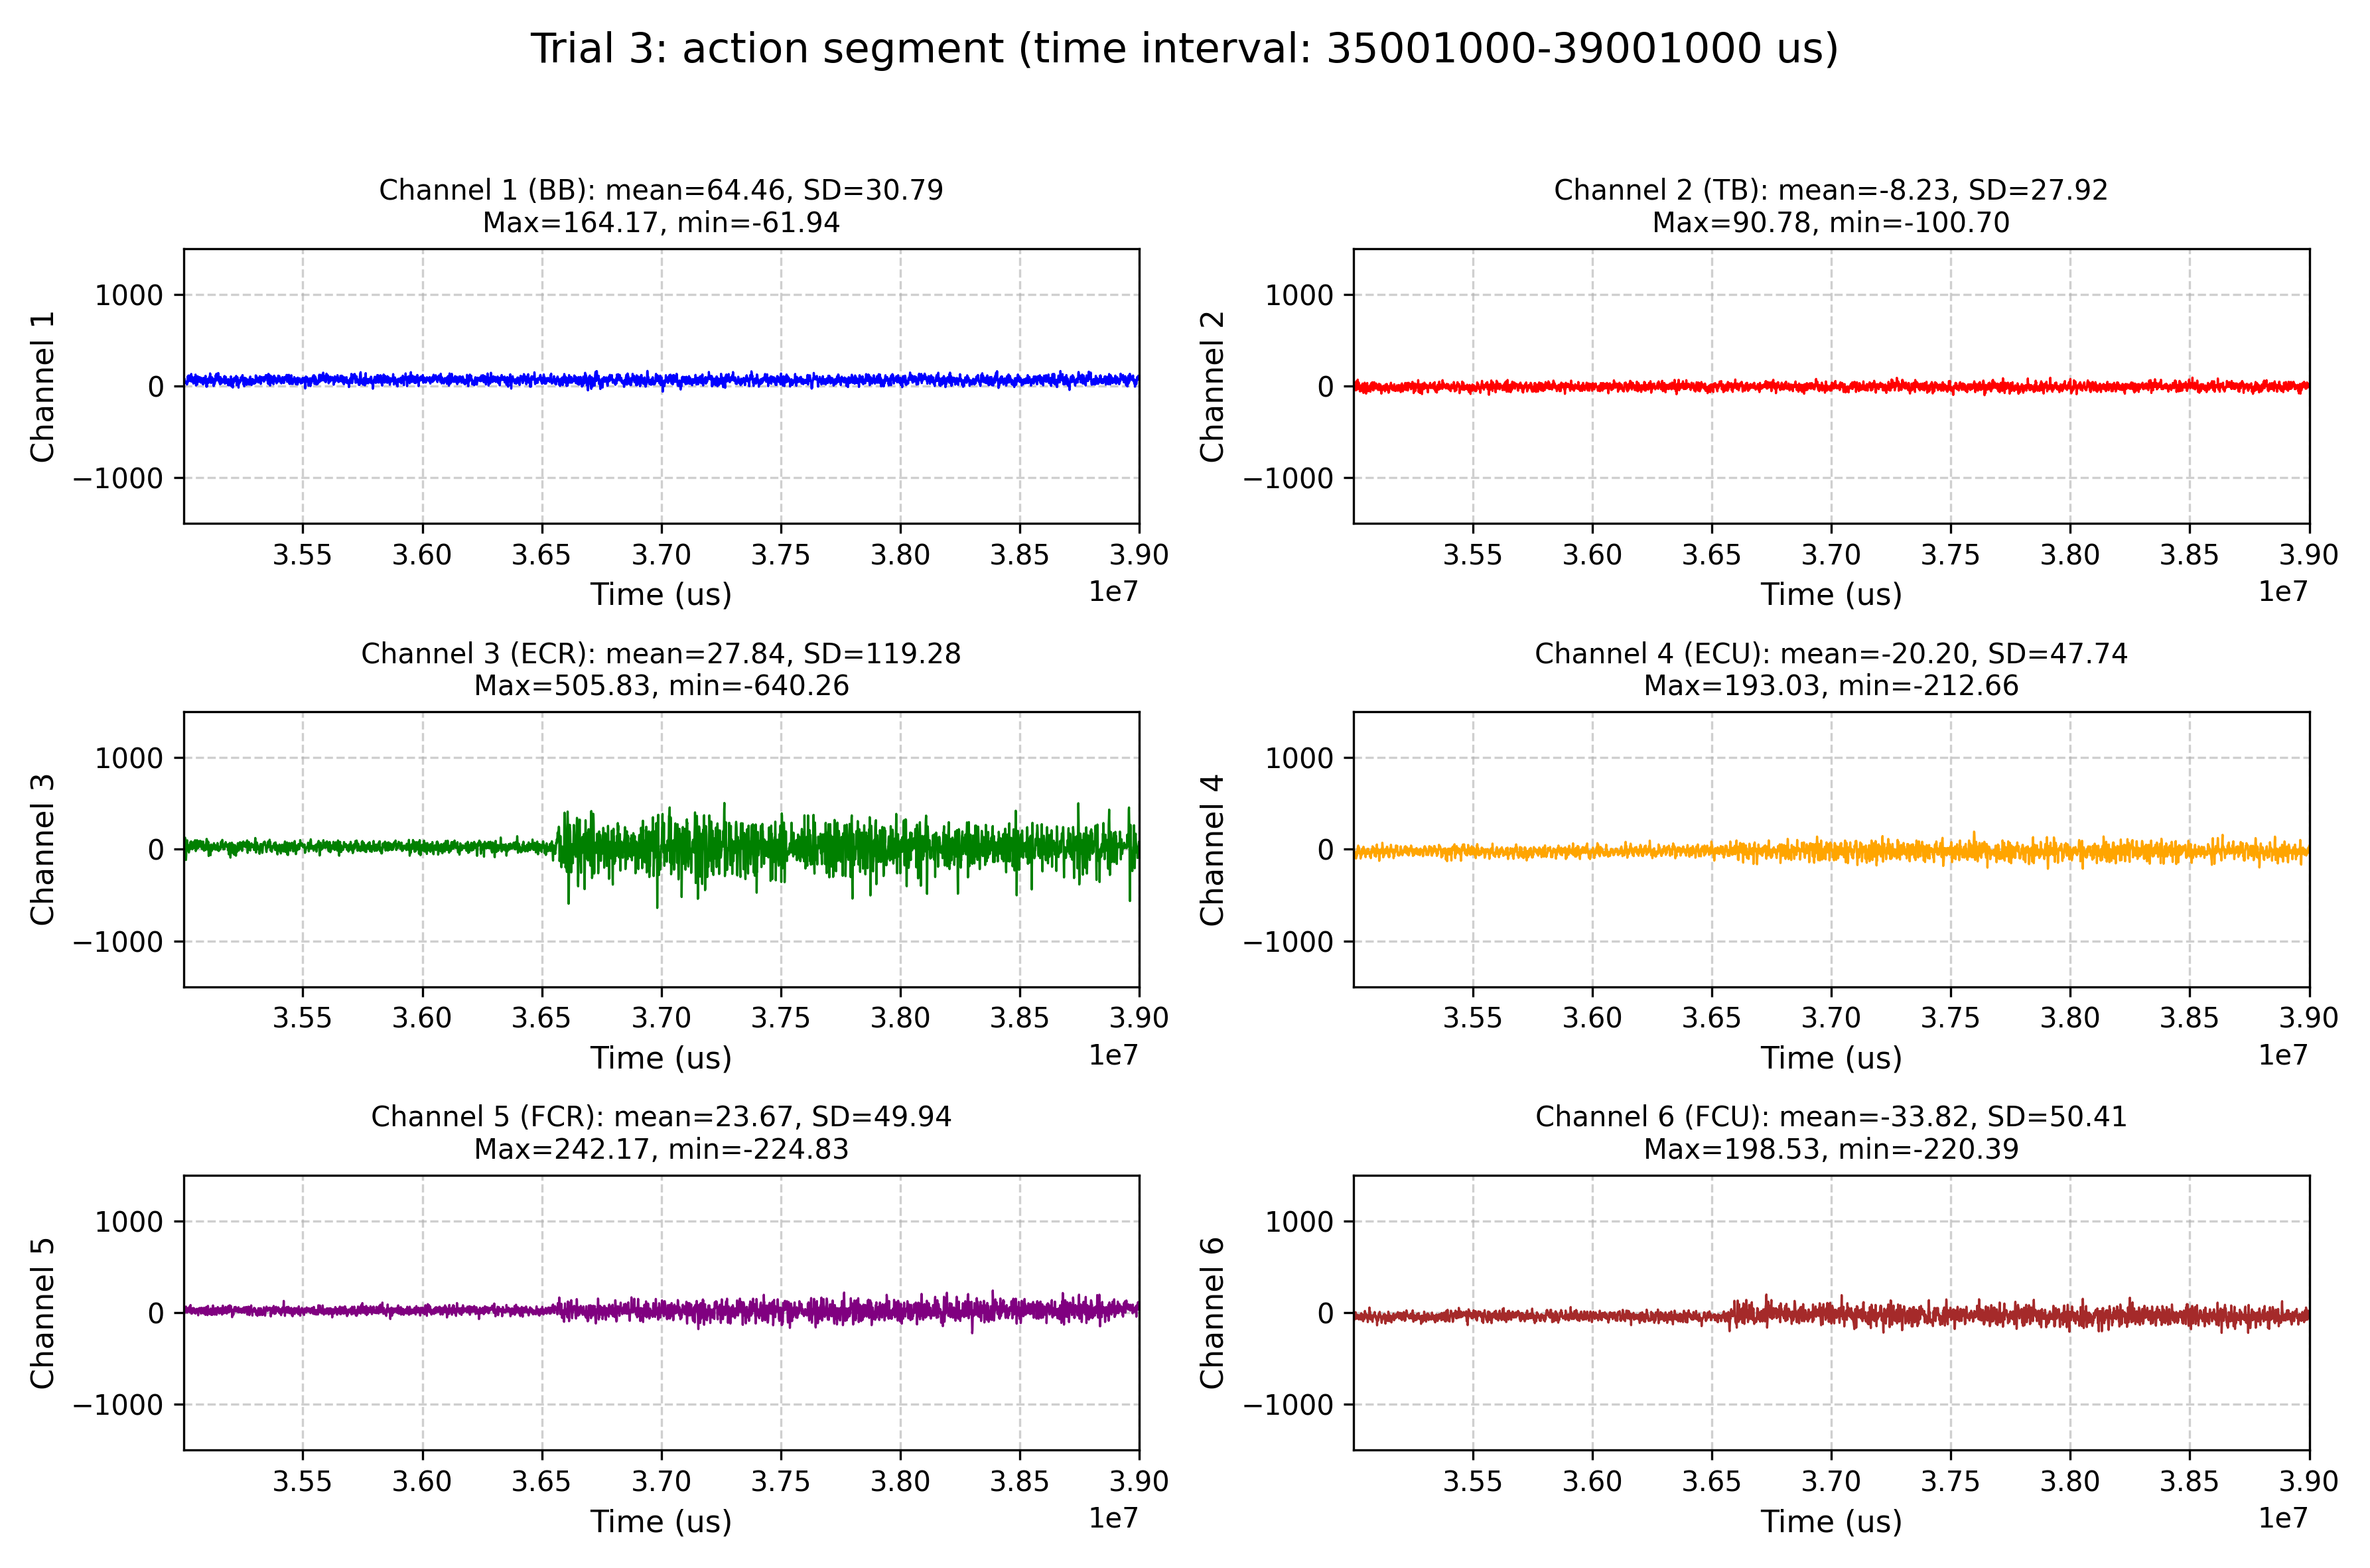 Trial 3: action segment (time interval: 35001000-39001000 us)
Channel 1 (BB): mean=64.46, SD=30.79
Max=164.17, min=-61.94
1000
0
−1000
Channel 1
3.55 3.60 3.65 3.70 3.75 3.80 3.85 3.90
1e7
Time (us)
Channel 2 (TB): mean=-8.23, SD=27.92
Max=90.78, min=-100.70
1000
0
−1000
Channel 2
3.55 3.60 3.65 3.70 3.75 3.80 3.85 3.90
1e7
Time (us)
Channel 3 (ECR): mean=27.84, SD=119.28
Max=505.83, min=-640.26
1000
0
−1000
Channel 3
3.55 3.60 3.65 3.70 3.75 3.80 3.85 3.90
1e7
Time (us)
Channel 4 (ECU): mean=-20.20, SD=47.74
Max=193.03, min=-212.66
1000
0
−1000
Channel 4
3.55 3.60 3.65 3.70 3.75 3.80 3.85 3.90
1e7
Time (us)
Channel 5 (FCR): mean=23.67, SD=49.94
Max=242.17, min=-224.83
1000
0
−1000
Channel 5
3.55 3.60 3.65 3.70 3.75 3.80 3.85 3.90
1e7
Time (us)
Channel 6 (FCU): mean=-33.82, SD=50.41
Max=198.53, min=-220.39
1000
0
−1000
Channel 6
3.55 3.60 3.65 3.70 3.75 3.80 3.85 3.90
1e7
Time (us)